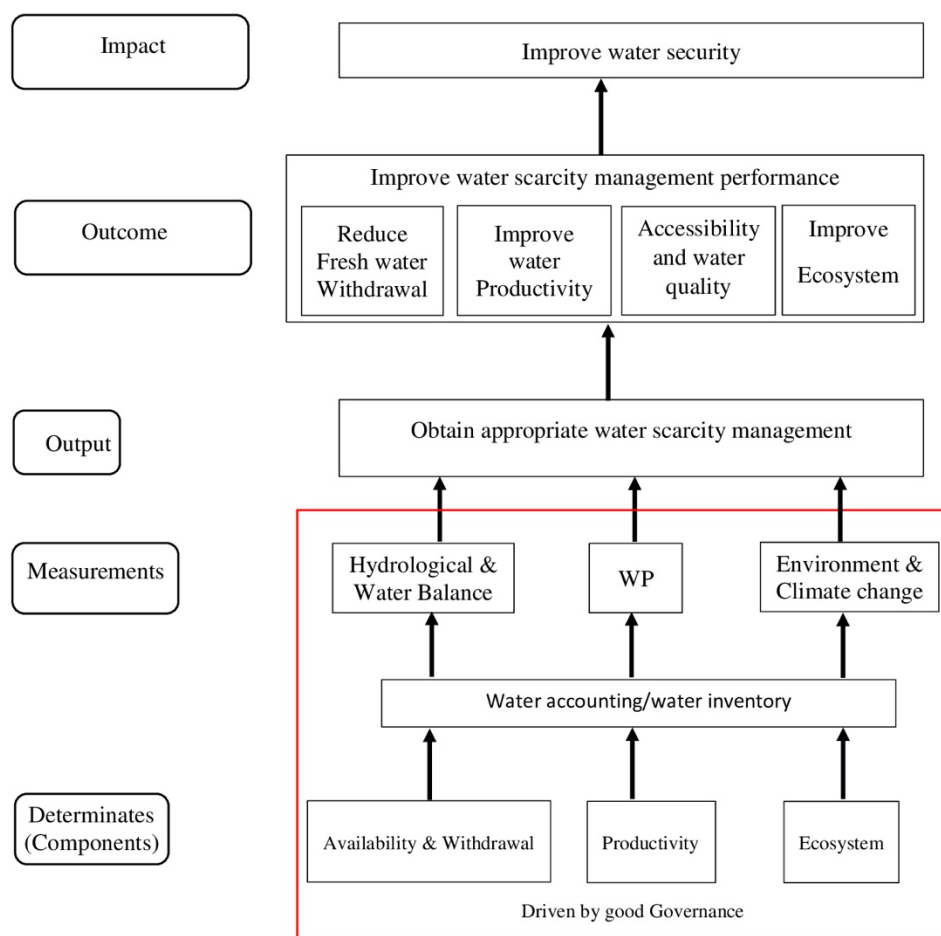 Impact
Improve water security
Improve water scarcity management performance
Outcome
Reduce
Fresh water
Withdrawal
Improve
water
Productivity
Accessibility
and water
quality
Improve
Ecosystem
Output
Obtain appropriate water scarcity management
Measurements
Hydrological &
Water Balance
WP
Environment &
Climate change
Water accounting/water inventory
Determinates
(Components)
Availability & Withdrawal
Productivity
Ecosystem
Driven by good Governance